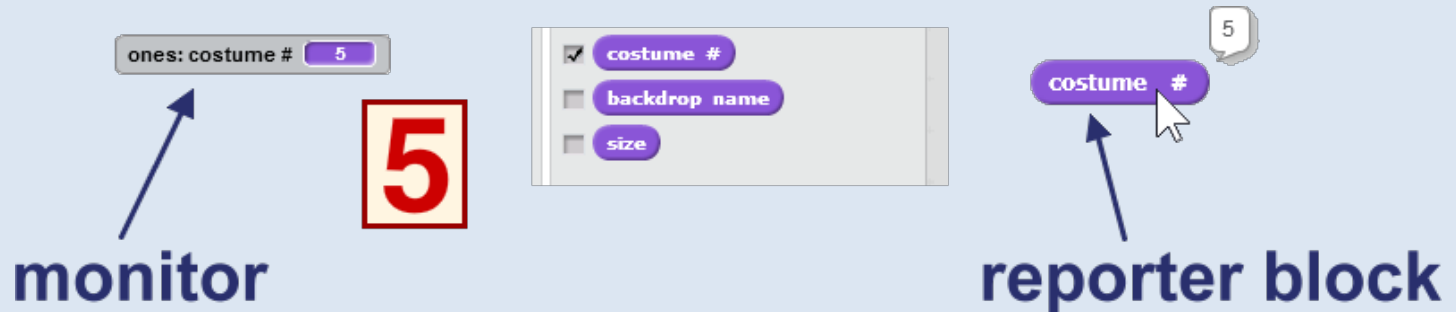 ones: costume # 5
5
costume #
backdrop name
size
5
costume #
monitor
reporter block